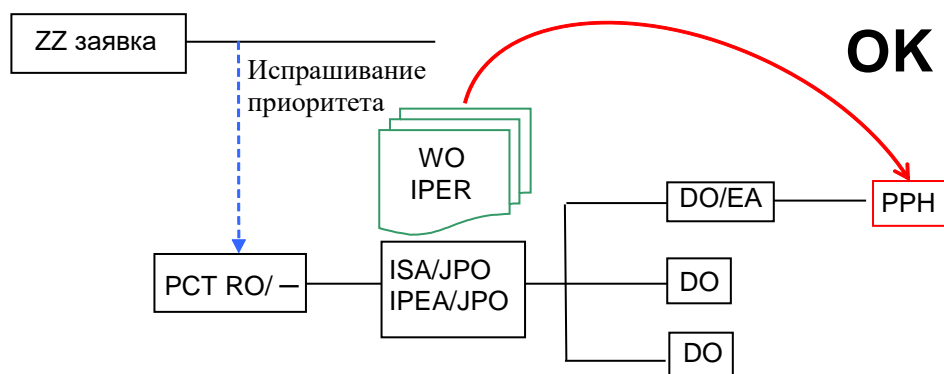 ZZ заявка
OK
Испрашивание
приоритета
WO
IPER
DO/EA
PPH
PCT RO/ —
ISA/JPO
IPEA/JPO
DO
DO